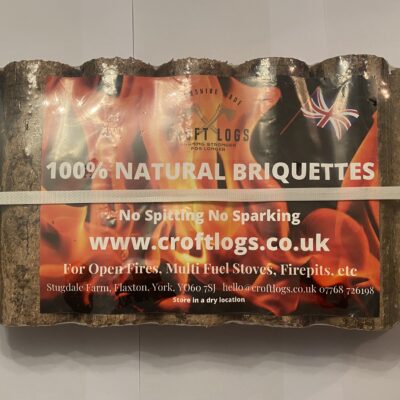 CROFT LOGS
100% NATURAL BRIQUETTES
No Spitting No Sparking
www.croftlogs.co.uk
For Open Fires, Multi Fuel Stoves, Firepits, etc
Stugdale Farm, Flaxton, York, YO60 7SJ hello@croftlogs.co.uk 07768 726198
Store in a dry location